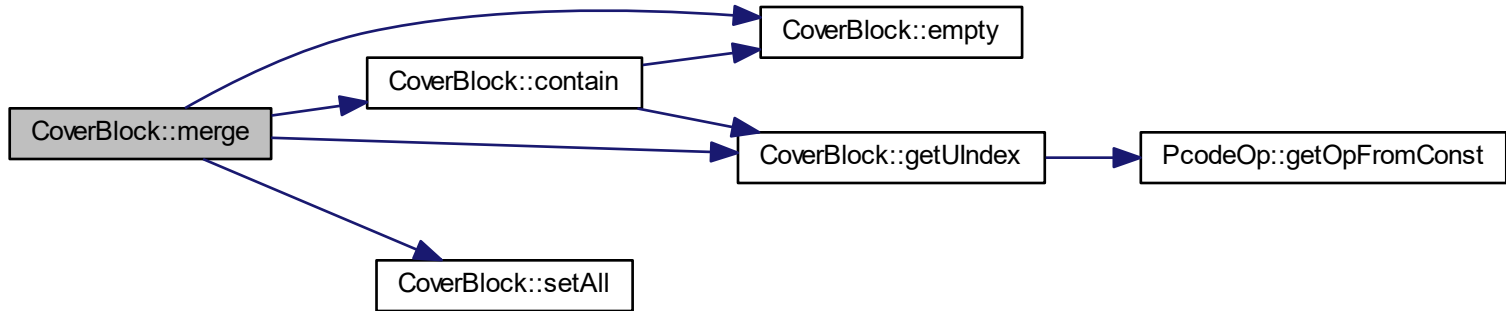 CoverBlock::merge
CoverBlock::contain
CoverBlock::empty
CoverBlock::getUIndex
PcodeOp::getOpFromConst
CoverBlock::setAll